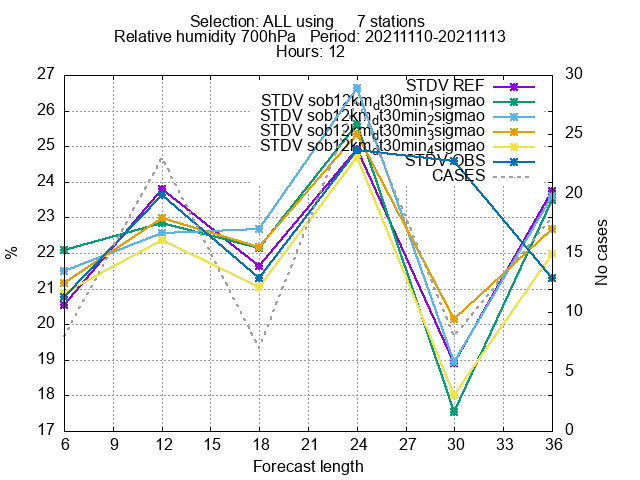 Selection: ALL using 7 stations
Relative humidity 700hPa Period: 20211110-20211113
Hours: 12
27
26
25
24
23
22
21
20
19
18
17
%
30
25
20
15
10
5
0
No cases
STDV REF
STDV sob12km_dt30min_1sigmao
STDV sob12km_dt30min_2sigmao
STDV sob12km_dt30min_3sigmao
STDV sob12km_dt30min_4sigmao
STDV OBS
CASES
6 9 12 15 18 21 24 27 30 33 36
Forecast length